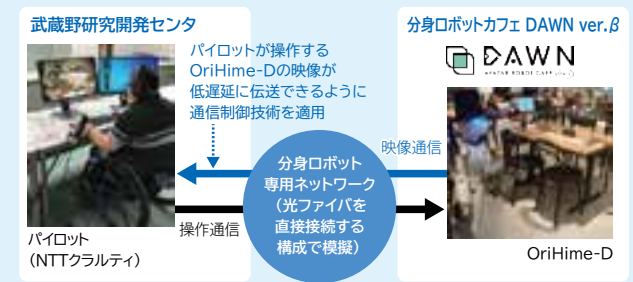 武蔵野研究開発センタ
パイロットが操作する
OriHime-Dの映像が
低遅延に伝送できるように
通信制御技術を適用
分身ロボットカフェ DAWN ver.β
DAWN
AVATAR ROBOT CAFE ver.β
映像通信
分身ロボット
専用ネットワーク
(光ファイバを
直接接続する
構成で模擬)
操作通信
パイロット
(NTTクラルティ)
OriHime-D